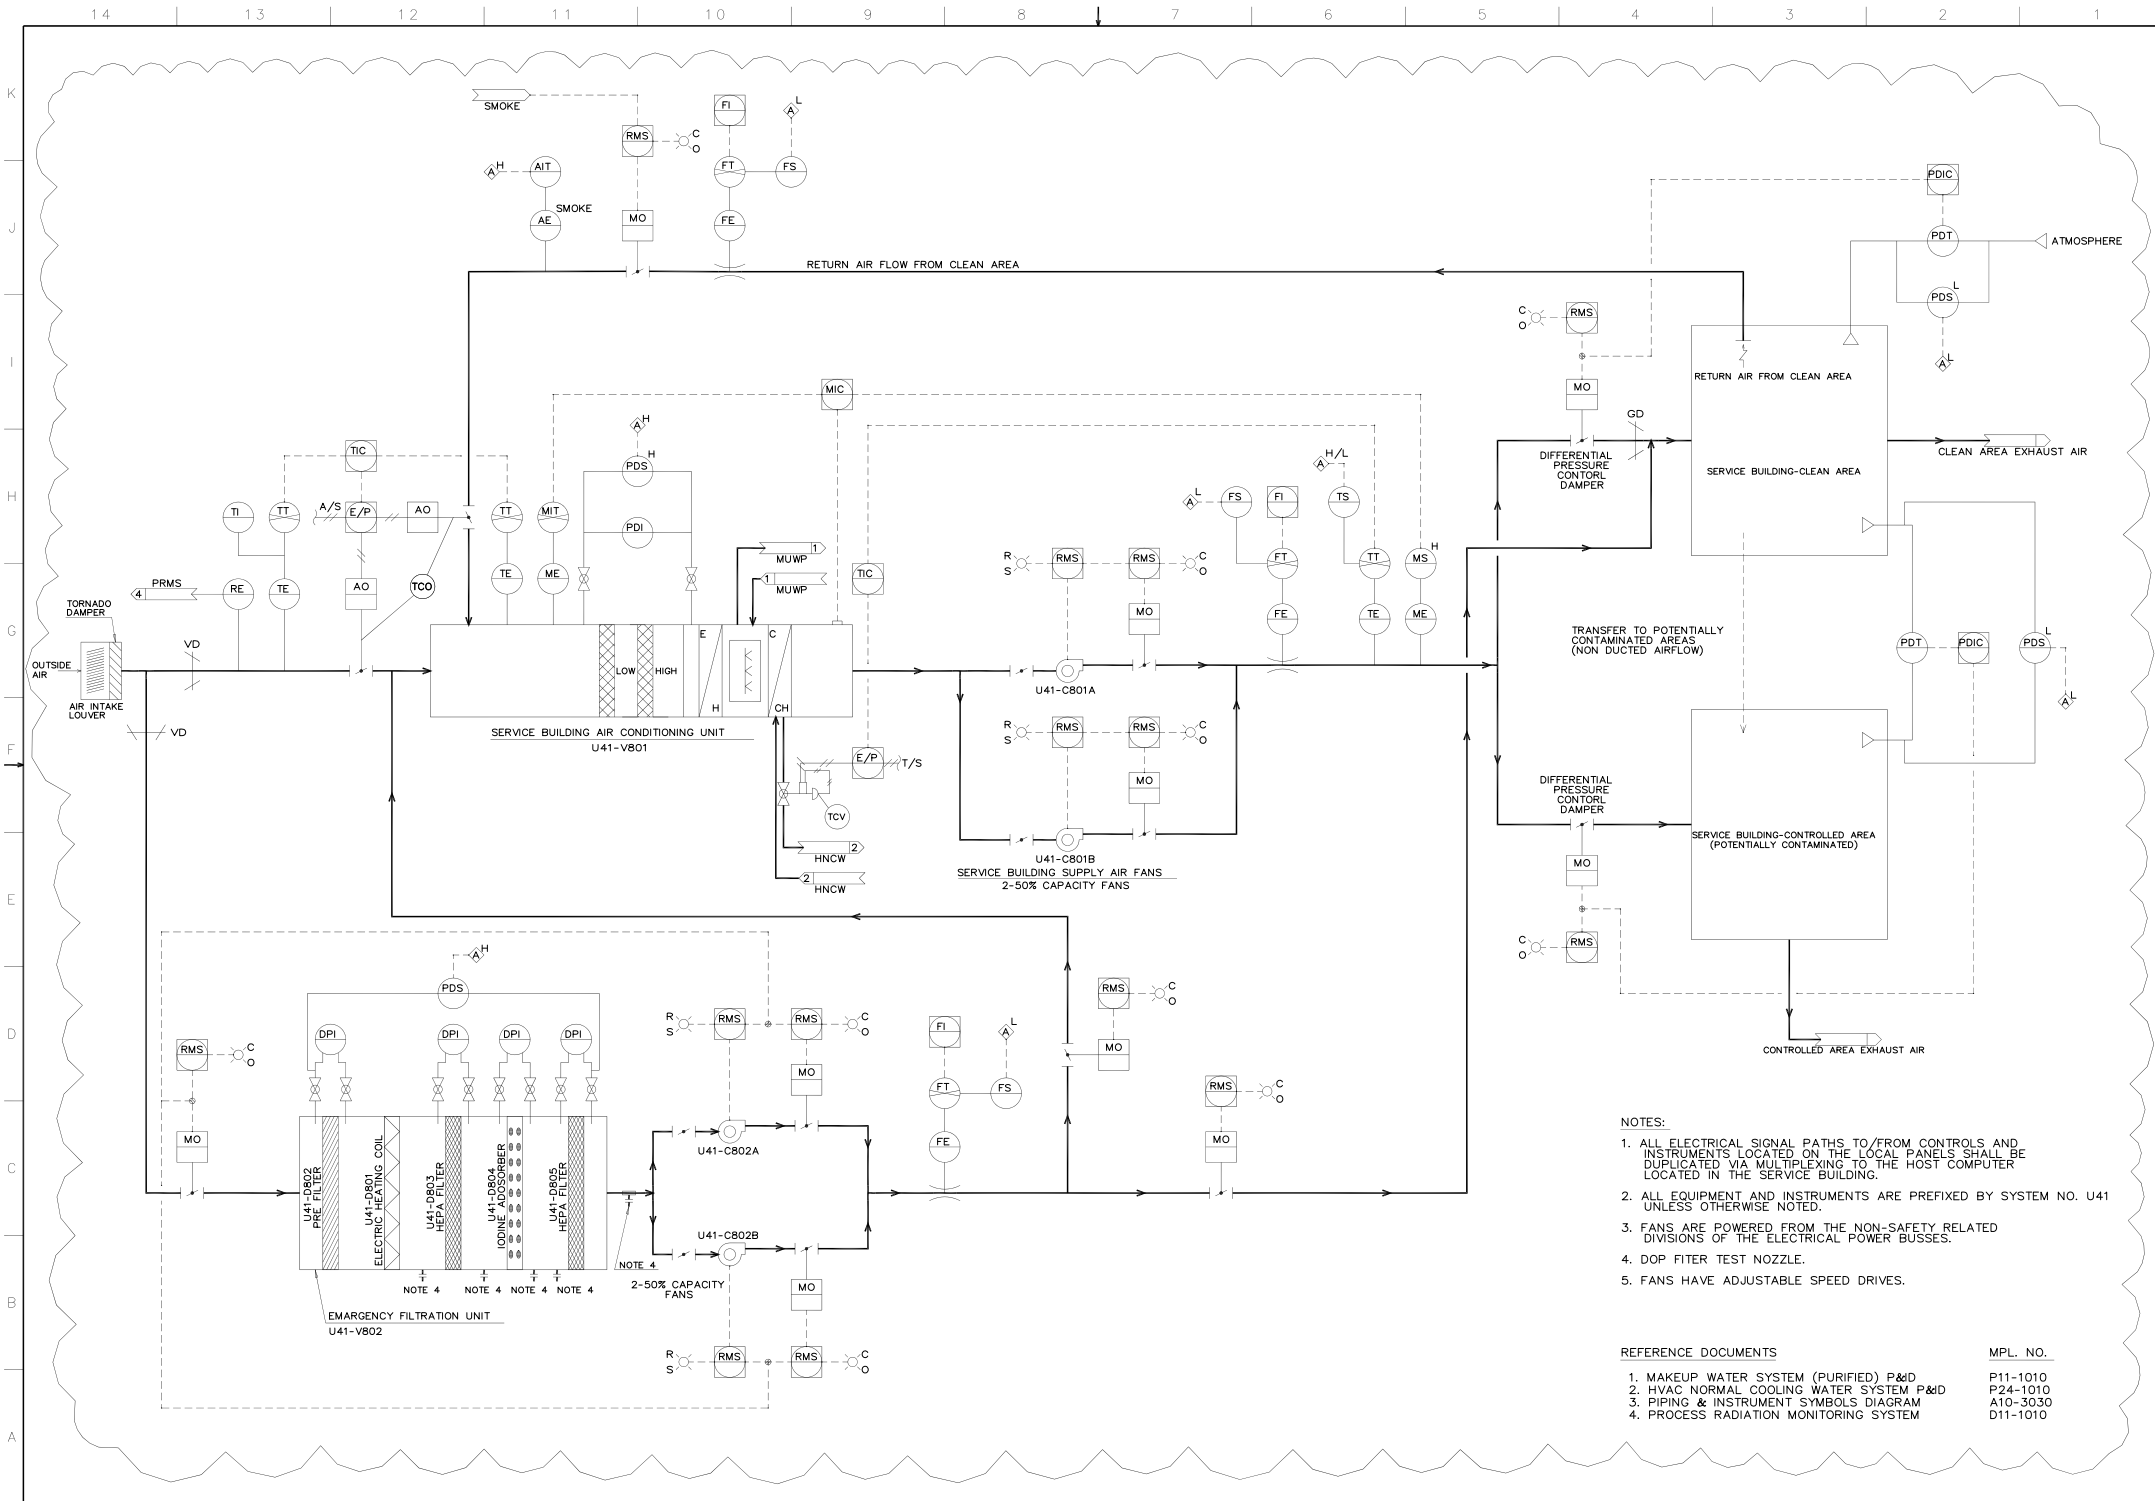 14 13 12 11 10 9 8 7 6 5 4 3 2 1
K
J
I
H
G
F
E
D
C
B
A
SMOKE
RMS
C
O
FI
A L
A H
AIT
FT
FS
SMOKE
AE
MO
FE
RETURN AIR FLOW FROM CLEAN AREA
PDIC
PDT
ATMOSPHERE
PDS L
A L
C
O
RMS
MO
GD
DIFFERENTIAL
PRESSURE
CONTORL
DAMPER
RETURN AIR FROM CLEAN AREA
SERVICE BUILDING-CLEAN AREA
CLEAN AREA EXHAUST AIR
MIC
A H
PDS H
PDI
TIC
TI
TT
A/S
E/P
AO
TT
MIT
PRMS
4
RE
TE
AO
TCO
TE
ME
TORNADO
DAMPER
VD
OUTSIDE
AIR
AIR INTAKE
LOUVER
VD
1
MUWP
1
MUWP
TIC
LOW
HIGH
E
H
C
CH
SERVICE BUILDING AIR CONDITIONING UNIT
U41-V801
E/P
T/S
TCV
2
HNCW
2
HNCW
R
S
RMS
RMS
C
O
MO
U41-C801A
R
S
RMS
RMS
C
O
MO
U41-C801B
SERVICE BUILDING SUPPLY AIR FANS
2-50% CAPACITY FANS
A L
FS
FI
A H/L
TS
FT
TT
MS H
FE
TE
ME
TRANSFER TO POTENTIALLY
CONTAMINATED AREAS
(NON DUCTED AIRFLOW)
PDT
PDIC
PDS L
A L
DIFFERENTIAL
PRESSURE
CONTORL
DAMPER
MO
C
O
RMS
SERVICE BUILDING-CONTROLLED AREA
(POTENTIALLY CONTAMINATED)
CONTROLLED AREA EXHAUST AIR
A H
PDS
RMS
C
O
MO
DPI
DPI
DPI
DPI
U41-D802
PRE FILTER
U41-D801
ELECTRIC HEATING COIL
U41-D803
HEPA FILTER
U41-D804
IODINE ADOSORBER
U41-D805
HEPA FILTER
NOTE 4
NOTE 4
NOTE 4
NOTE 4
NOTE 4
EMARGENCY FILTRATION UNIT
U41-V802
R
S
RMS
RMS
C
O
MO
U41-C802A
U41-C802B
2-50% CAPACITY
FANS
MO
R
S
RMS
RMS
C
O
FI
A L
FT
FS
FE
RMS
C
O
MO
RMS
C
O
MO
NOTES:
1. ALL ELECTRICAL SIGNAL PATHS TO/FROM CONTROLS AND
INSTRUMENTS LOCATED ON THE LOCAL PANELS SHALL BE
DUPLICATED VIA MULTIPLEXING TO THE HOST COMPUTER
LOCATED IN THE SERVICE BUILDING.
2. ALL EQUIPMENT AND INSTRUMENTS ARE PREFIXED BY SYSTEM NO. U41
UNLESS OTHERWISE NOTED.
3. FANS ARE POWERED FROM THE NON-SAFETY RELATED
DIVISIONS OF THE ELECTRICAL POWER BUSSES.
4. DOP FITER TEST NOZZLE.
5. FANS HAVE ADJUSTABLE SPEED DRIVES.
REFERENCE DOCUMENTS MPL. NO.
1. MAKEUP WATER SYSTEM (PURIFIED) P&ID P11-1010
2. HVAC NORMAL COOLING WATER SYSTEM P&ID P24-1010
3. PIPING & INSTRUMENT SYMBOLS DIAGRAM A10-3030
4. PROCESS RADIATION MONITORING SYSTEM D11-1010